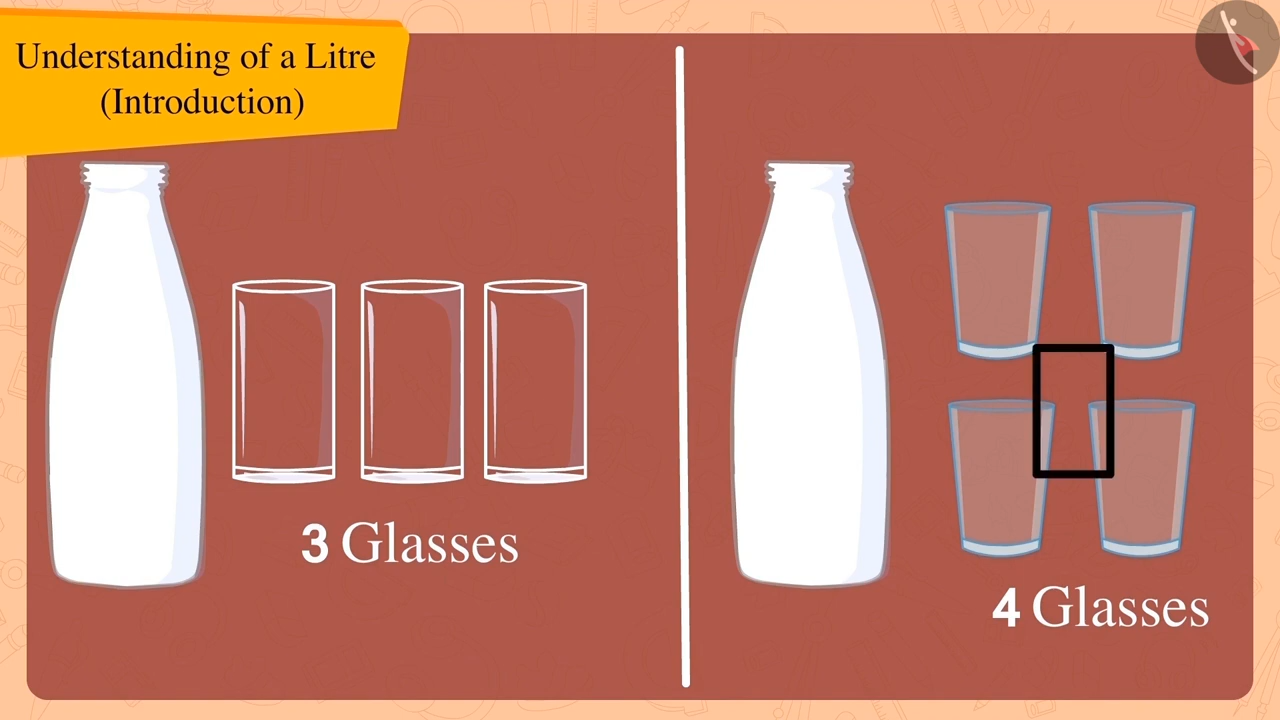 Understanding of a Litre
(Introduction)
3 Glasses
4 Glasses